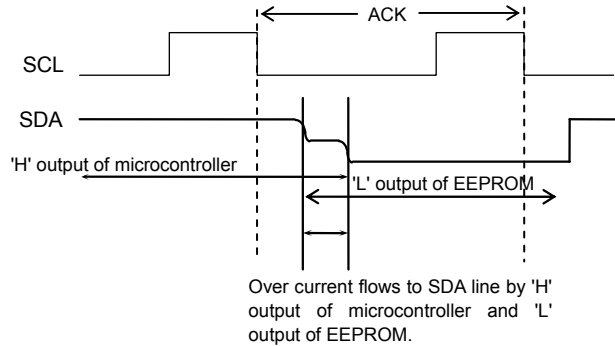 ACK
SCL
SDA
'H' output of microcontroller
'L' output of EEPROM
Over current flows to SDA line by 'H'
output of microcontroller and 'L'
output of EEPROM.